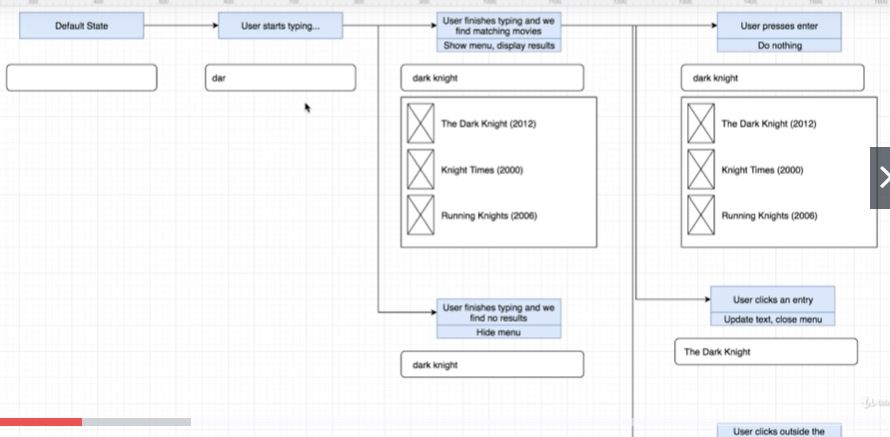 Default State
User starts typing...
User finishes typing and we
find matching movies
Show menu, display results
User presses enter
Do nothing
dar
dark knight
dark knight
The Dark Knight (2012)
Knight Times (2000)
Running Knights (2006)
The Dark Knight (2012)
Knight Times (2000)
Running Knights (2006)
User finishes typing and we
find no results
Hide menu
dark knight
User clicks an entry
Update text, close menu
The Dark Knight
User clicks outside the